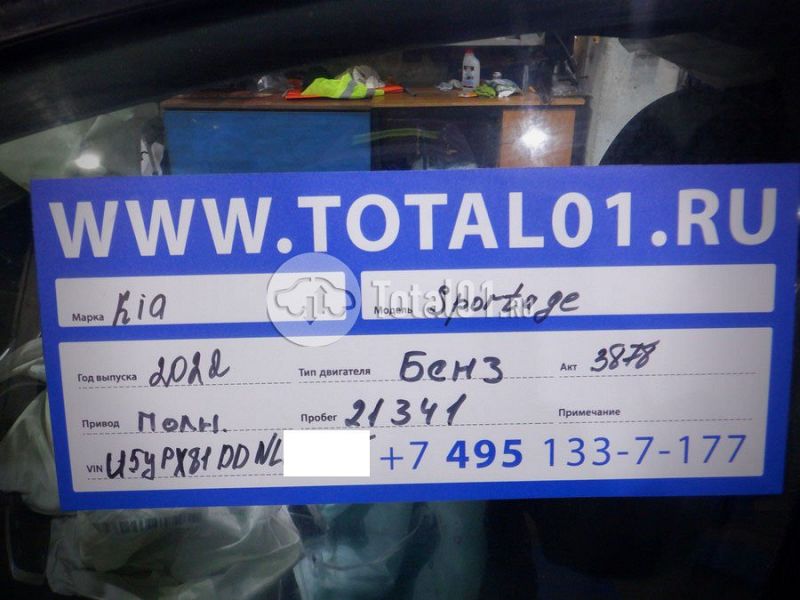 WWW.TOTAL01.RU
Марка Kia Модель Sportage
Total01.ru
Год выпуска 2022 Тип двигателя Бенз Акт 3878
Привод Полн. Пробег 21341 Примечание
VIN U5yPX81DDNL +7 495 133-7-177